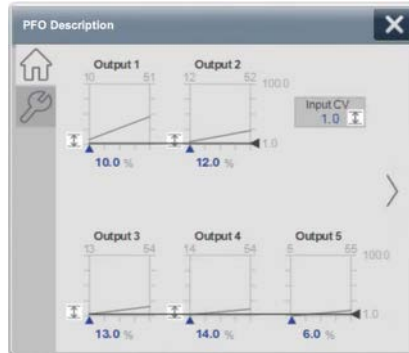 PFO Description
Output 1
Output 2
10 51
12 52
100.0
Input CV
1.0
1.0
10.0 %
12.0 %
Output 3
Output 4
Output 5
13 54
14 54
5 55
100.0
1.0
13.0 %
14.0 %
6.0 %